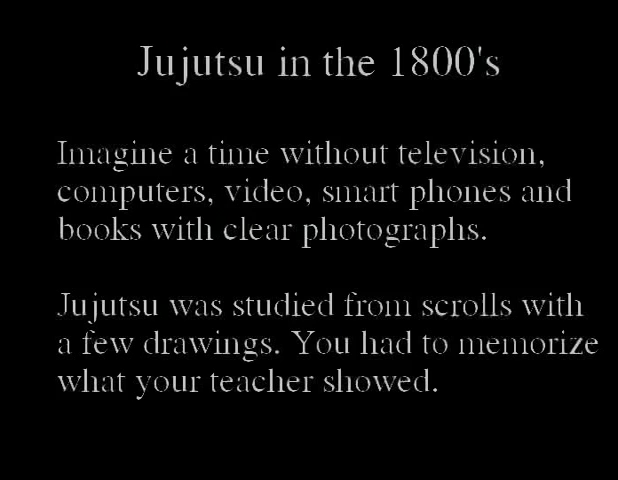 Jujutsu in the 1800's
Imagine a time without television,
computers, video, smart phones and
books with clear photographs.
Jujutsu was studied from scrolls with
a few drawings. You had to memorize
what your teacher showed.